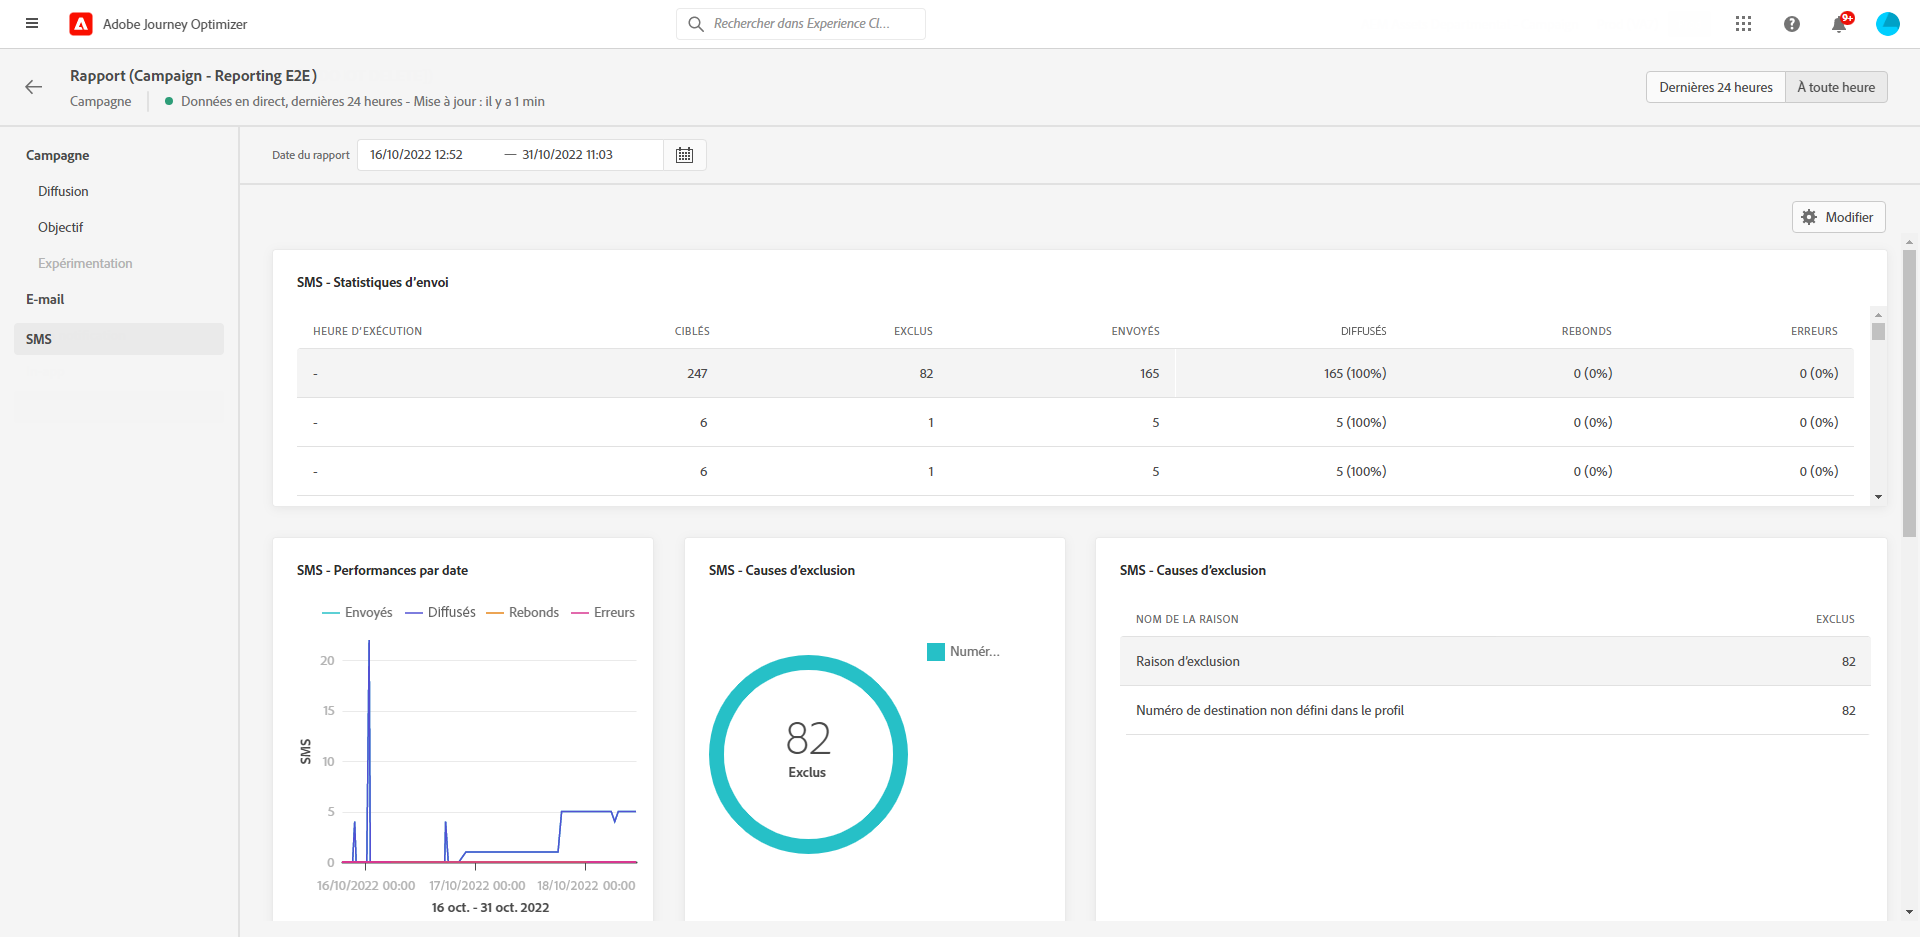 Adobe Journey Optimizer
Rechercher dans Experience Cl...
9+
Rapport (Campaign - Reporting E2E)
Campagne
Données en direct, dernières 24 heures - Mise à jour : il y a 1 min
Dernières 24 heures
À toute heure
Campagne
Diffusion
Objectif
Expérimentation
E-mail
SMS
Date du rapport
16/10/2022 12:52 — 31/10/2022 11:03
Modifier
SMS - Statistiques d'envoi
HEURE D'EXÉCUTION CIBLÉS EXCLUS ENVOYÉS DIFFUSÉS REBONDS ERREURS
- 247 82 165 165 (100%) 0 (0%) 0 (0%)
- 6 1 5 5 (100%) 0 (0%) 0 (0%)
- 6 1 5 5 (100%) 0 (0%) 0 (0%)
SMS - Performances par date
Envoyés Diffusés Rebonds Erreurs
20
15
10
5
0
SMS
16/10/2022 00:00 17/10/2022 00:00 18/10/2022 00:00
16 oct. - 31 oct. 2022
SMS - Causes d'exclusion
Numér...
82
Exclus
SMS - Causes d'exclusion
NOM DE LA RAISON EXCLUS
Raison d'exclusion 82
Numéro de destination non défini dans le profil 82